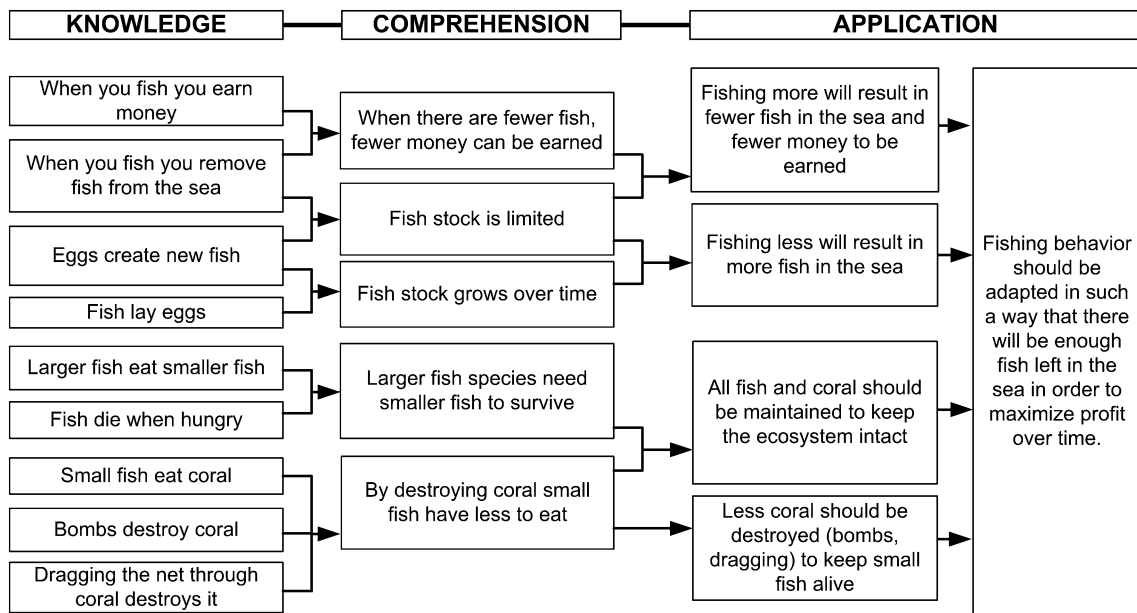 KNOWLEDGE
COMPREHENSION
APPLICATION
When you fish you earn
money
When you fish you remove
fish from the sea
Eggs create new fish
Fish lay eggs
Larger fish eat smaller fish
Fish die when hungry
Small fish eat coral
Bombs destroy coral
Dragging the net through
coral destroys it
When there are fewer fish,
fewer money can be earned
Fish stock is limited
Fish stock grows over time
Larger fish species need
smaller fish to survive
By destroying coral small
fish have less to eat
Fishing more will result in
fewer fish in the sea and
fewer money to be
earned
Fishing less will result in
more fish in the sea
All fish and coral should
be maintained to keep
the ecosystem intact
Less coral should be
destroyed (bombs,
dragging) to keep small
fish alive
Fishing behavior
should be
adapted in such
a way that there
will be enough
fish left in the
sea in order to
maximize profit
over time.